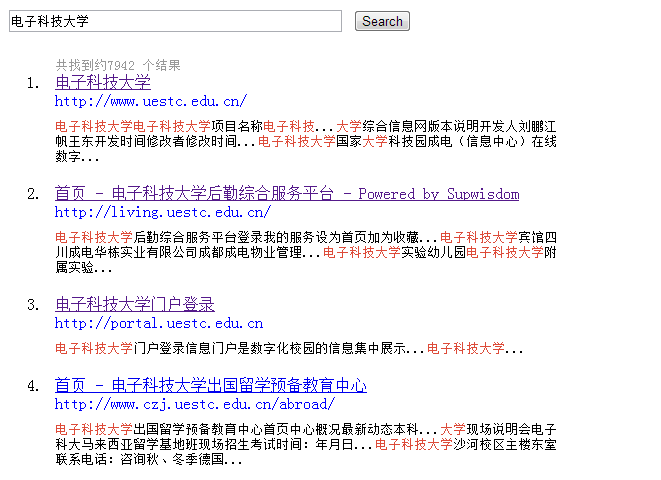 电子科技大学 Search
共找到约7942 个结果
1. 电子科技大学
http://www.uestc.edu.cn/
电子科技大学电子科技大学项目名称电子科技...大学综合信息网版本说明开发人刘鹏江
帆王东开发时间修改者修改时间...电子科技大学国家大学科技园成电（信息中心）在线
数字...
2. 首页 - 电子科技大学后勤综合服务平台 - Powered by Supwisdom
http://living.uestc.edu.cn/
电子科技大学后勤综合服务平台登录我的服务设为首页加为收藏...电子科技大学宾馆四
川成电华栋实业有限公司成都成电物业管理...电子科技大学实验幼儿园电子科技大学附
属实验...
3. 电子科技大学门户登录
http://portal.uestc.edu.cn
电子科技大学门户登录信息门户是数字化校园的信息集中展示...电子科技大学...
4. 首页 - 电子科技大学出国留学预备教育中心
http://www.czj.uestc.edu.cn/abroad/
电子科技大学出国留学预备教育中心首页中心概况最新动态本科...大学现场说明会电子
科大马来西亚留学基地班现场招生考试时间：年月日...电子科技大学沙河校区主楼东室
联系电话：咨询秋、冬季德国...